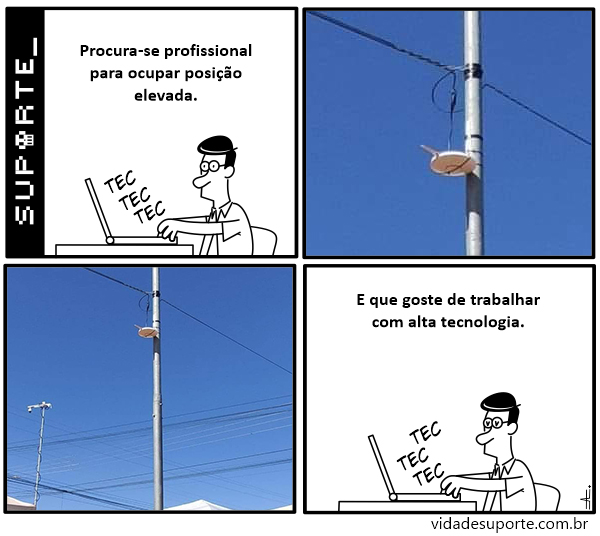 SUPORTE_
Procura-se profissional
para ocupar posição
elevada.
TEC
TEC
TEC
E que goste de trabalhar
com alta tecnologia.
TEC
TEC
TEC
vidadesuporte.com.br